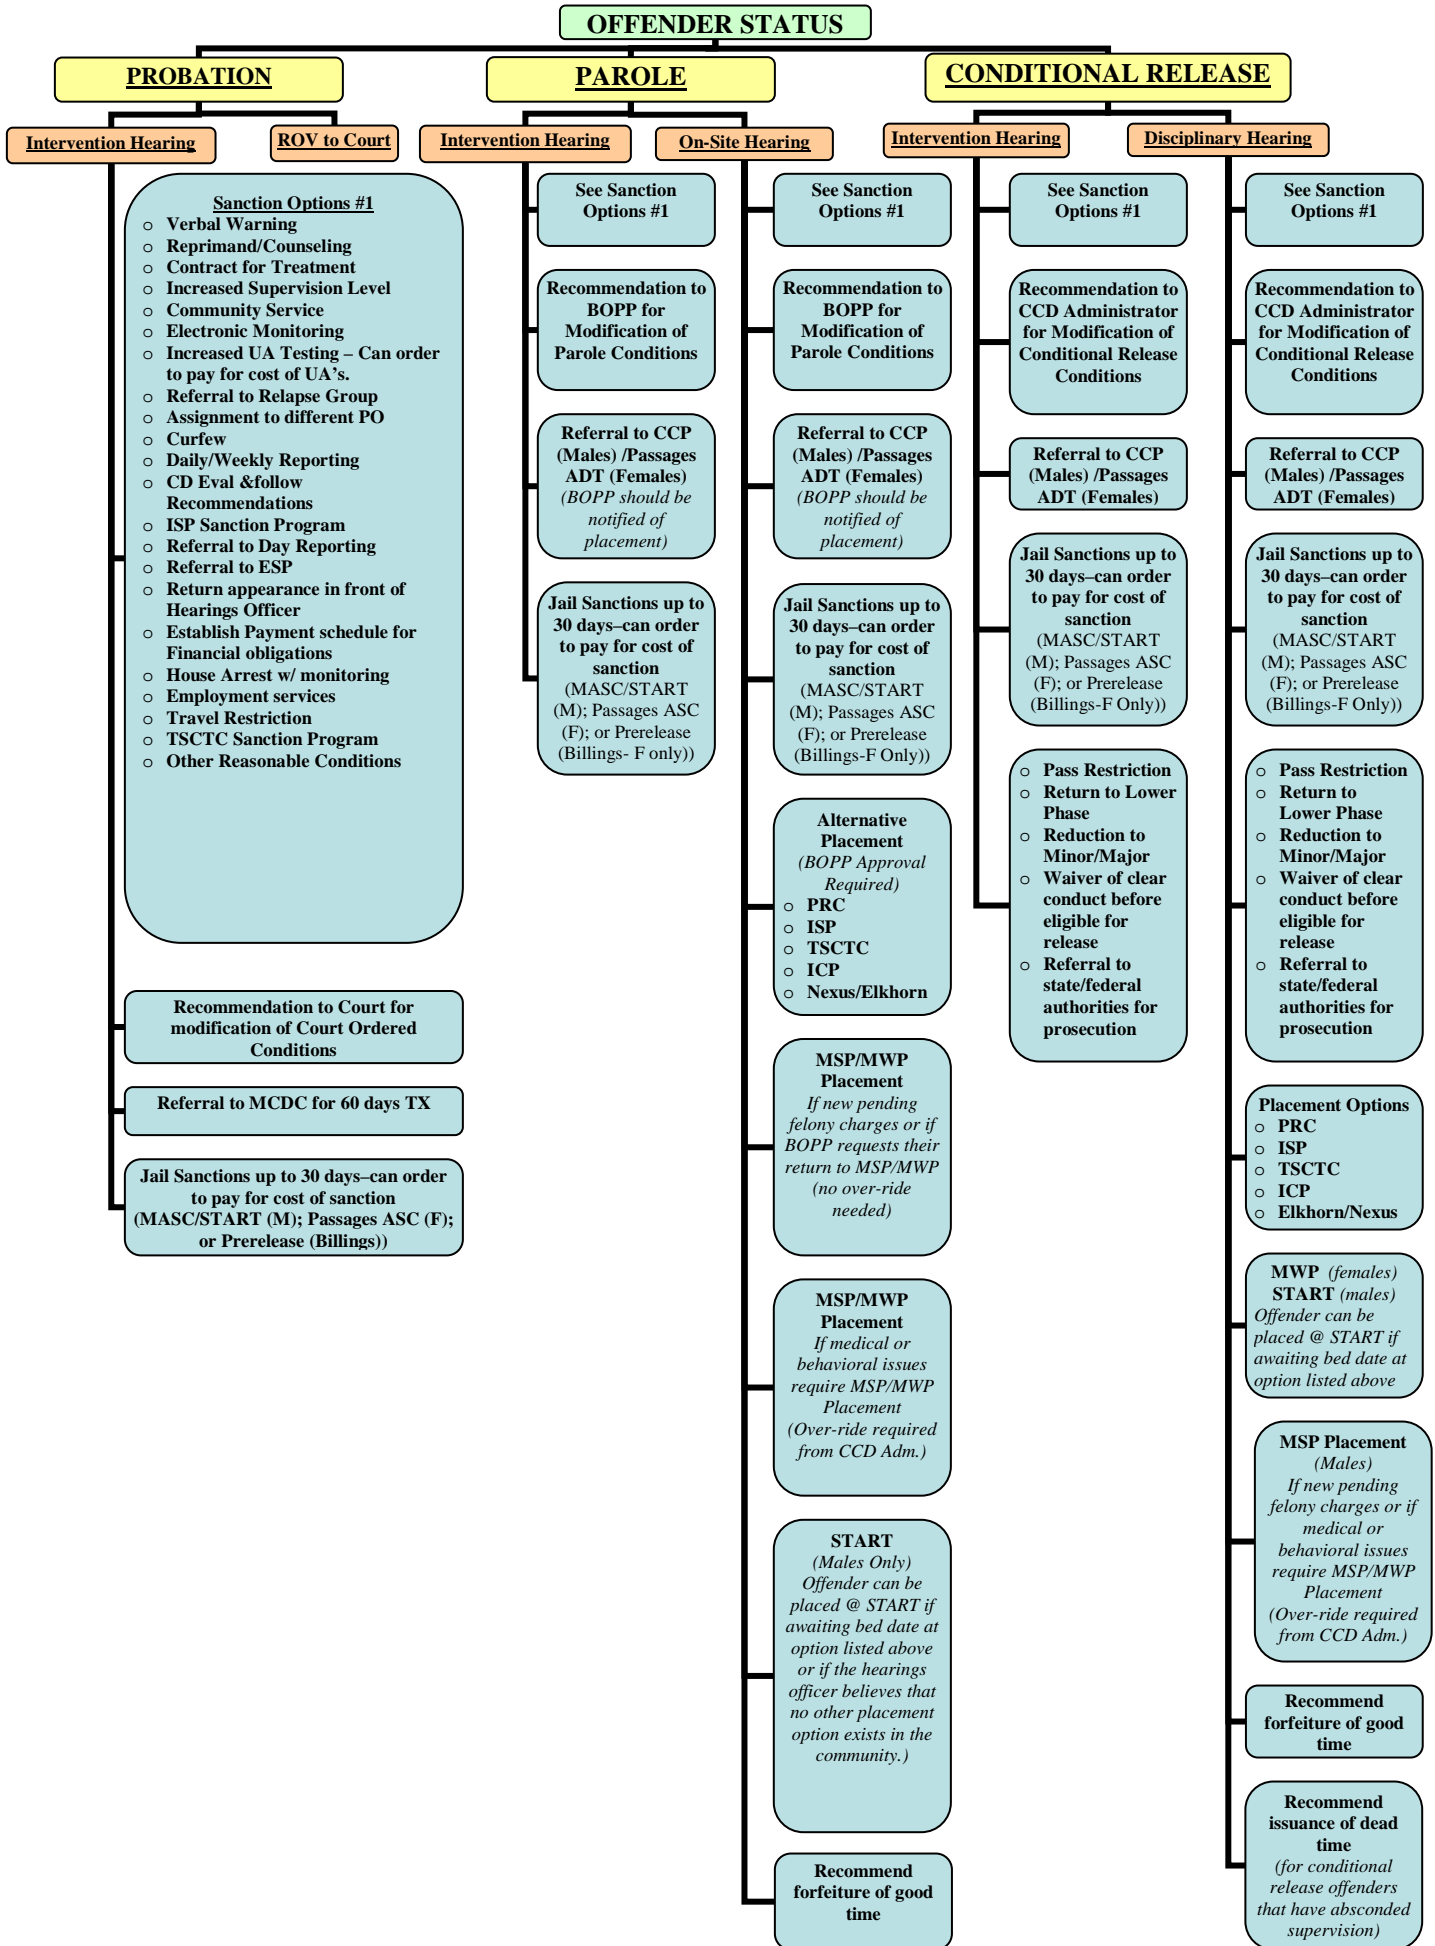 OFFENDER STATUS
PROBATION
Intervention Hearing
ROV to Court
Sanction Options #1
o Verbal Warning
o Reprimand/Counseling
o Contract for Treatment
o Increased Supervision Level
o Community Service
o Electronic Monitoring
o Increased UA Testing – Can order
to pay for cost of UA's.
o Referral to Relapse Group
o Assignment to different PO
o Curfew
o Daily/Weekly Reporting
o CD Eval &follow
Recommendations
o ISP Sanction Program
o Referral to Day Reporting
o Referral to ESP
o Return appearance in front of
Hearings Officer
o Establish Payment schedule for
Financial obligations
o House Arrest w/ monitoring
o Employment services
o Travel Restriction
o TSCTC Sanction Program
o Other Reasonable Conditions
Recommendation to Court for
modification of Court Ordered
Conditions
Referral to MCDC for 60 days TX
Jail Sanctions up to 30 days–can order
to pay for cost of sanction
(MASC/START (M); Passages ASC (F);
or Prerelease (Billings))
PAROLE
Intervention Hearing
See Sanction
Options #1
Recommendation to
BOPP for
Modification of
Parole Conditions
Referral to CCP
(Males) /Passages
ADT (Females)
(BOPP should be
notified of
placement)
Jail Sanctions up to
30 days–can order
to pay for cost of
sanction
(MASC/START
(M); Passages ASC
(F); or Prerelease
(Billings- F only))
On-Site Hearing
See Sanction
Options #1
Recommendation to
BOPP for
Modification of
Parole Conditions
Referral to CCP
(Males) /Passages
ADT (Females)
(BOPP should be
notified of
placement)
Jail Sanctions up to
30 days–can order
to pay for cost of
sanction
(MASC/START
(M); Passages ASC
(F); or Prerelease
(Billings-F Only))
Alternative
Placement
(BOPP Approval
Required)
o PRC
o ISP
o TSCTC
o ICP
o Nexus/Elkhorn
MSP/MWP
Placement
If new pending
felony charges or if
BOPP requests their
return to MSP/MWP
(no over-ride
needed)
MSP/MWP
Placement
If medical or
behavioral issues
require MSP/MWP
Placement
(Over-ride required
from CCD Adm.)
START
(Males Only)
Offender can be
placed @ START if
awaiting bed date at
option listed above
or if the hearings
officer believes that
no other placement
option exists in the
community.)
Recommend
forfeiture of good
time
CONDITIONAL RELEASE
Intervention Hearing
See Sanction
Options #1
Recommendation to
CCD Administrator
for Modification of
Conditional Release
Conditions
Referral to CCP
(Males) /Passages
ADT (Females)
Jail Sanctions up to
30 days–can order
to pay for cost of
sanction
(MASC/START
(M); Passages ASC
(F); or Prerelease
(Billings-F Only))
o Pass Restriction
o Return to Lower
Phase
o Reduction to
Minor/Major
o Waiver of clear
conduct before
eligible for
release
o Referral to
state/federal
authorities for
prosecution
Disciplinary Hearing
See Sanction
Options #1
Recommendation to
CCD Administrator
for Modification of
Conditional Release
Conditions
Referral to CCP
(Males) /Passages
ADT (Females)
Jail Sanctions up to
30 days–can order
to pay for cost of
sanction
(MASC/START
(M); Passages ASC
(F); or Prerelease
(Billings-F Only))
o Pass Restriction
o Return to
Lower Phase
o Reduction to
Minor/Major
o Waiver of clear
conduct before
eligible for
release
o Referral to
state/federal
authorities for
prosecution
Placement Options
o PRC
o ISP
o TSCTC
o ICP
o Elkhorn/Nexus
MWP (females)
START (males)
Offender can be
placed @ START if
awaiting bed date at
option listed above
MSP Placement
(Males)
If new pending
felony charges or if
medical or
behavioral issues
require MSP/MWP
Placement
(Over-ride required
from CCD Adm.)
Recommend
forfeiture of good
time
Recommend
issuance of dead
time
(for conditional
release offenders
that have absconded
supervision)